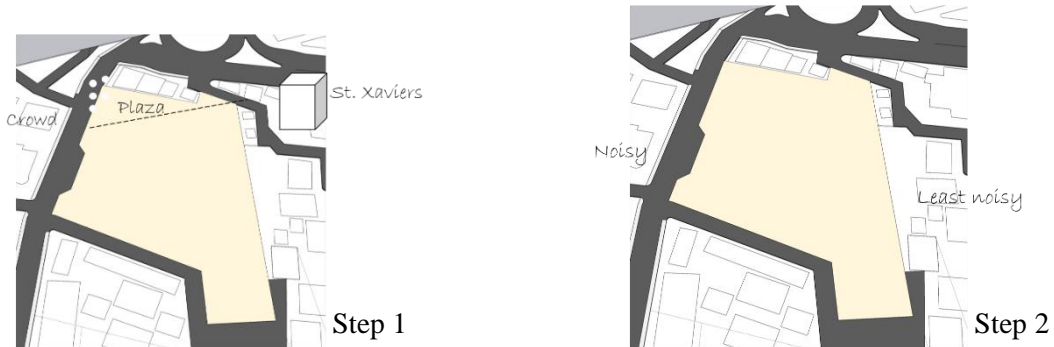 St. Xaviers
Plaza
Crowd
Step 1
Noisy
Least noisy
Step 2